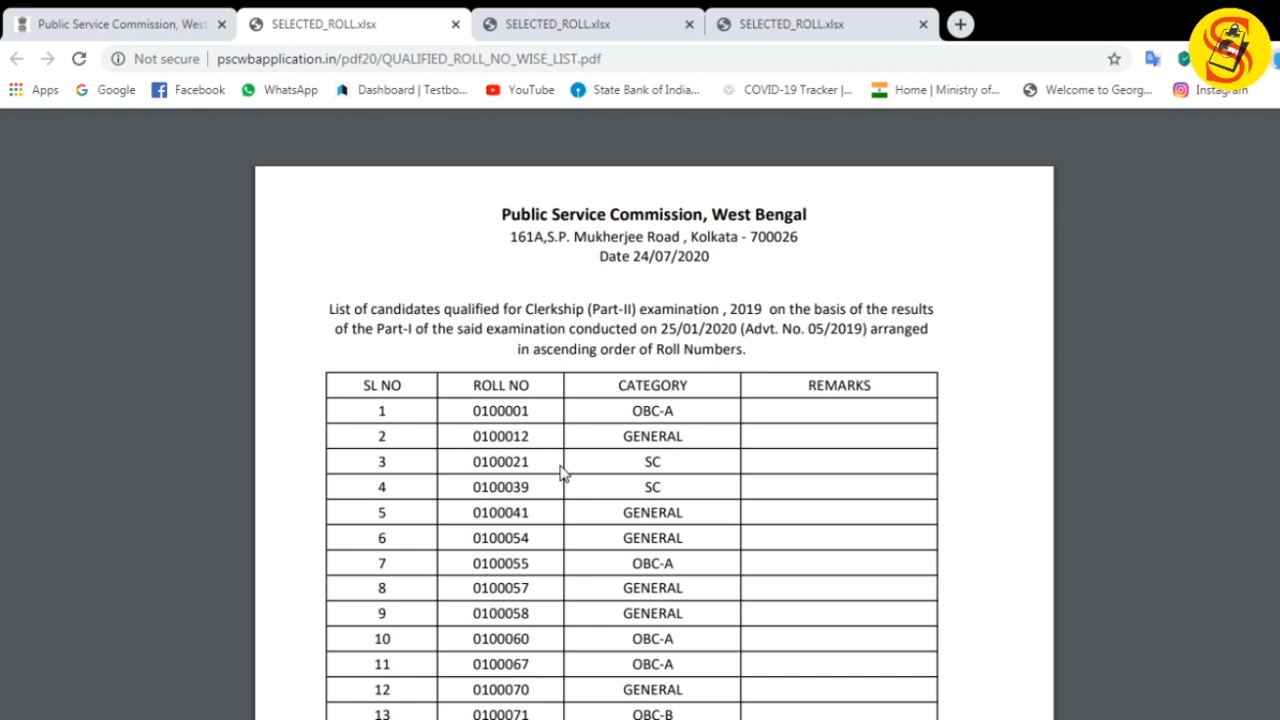 Public Service Commission, West
SELECTED_ROLL.xlsx
SELECTED_ROLL.xlsx
SELECTED_ROLL.xlsx
Not secure
pscwbapplication.in/pdf20/QUALIFIED_ROLL_NO_WISE_LIST.pdf
Apps
Google
Facebook
WhatsApp
Dashboard | Testbo...
YouTube
State Bank of India...
COVID-19 Tracker |...
Home | Ministry of...
Welcome to Georg...
Instagram
Public Service Commission, West Bengal
161A,S.P. Mukherjee Road , Kolkata - 700026
Date 24/07/2020
List of candidates qualified for Clerkship (Part-II) examination , 2019 on the basis of the results
of the Part-I of the said examination conducted on 25/01/2020 (Advt. No. 05/2019) arranged
in ascending order of Roll Numbers.
SL NO ROLL NO CATEGORY REMARKS
1 0100001 OBC-A
2 0100012 GENERAL
3 0100021 SC
4 0100039 SC
5 0100041 GENERAL
6 0100054 GENERAL
7 0100055 OBC-A
8 0100057 GENERAL
9 0100058 GENERAL
10 0100060 OBC-A
11 0100067 OBC-A
12 0100070 GENERAL
13 0100071 OBC-B